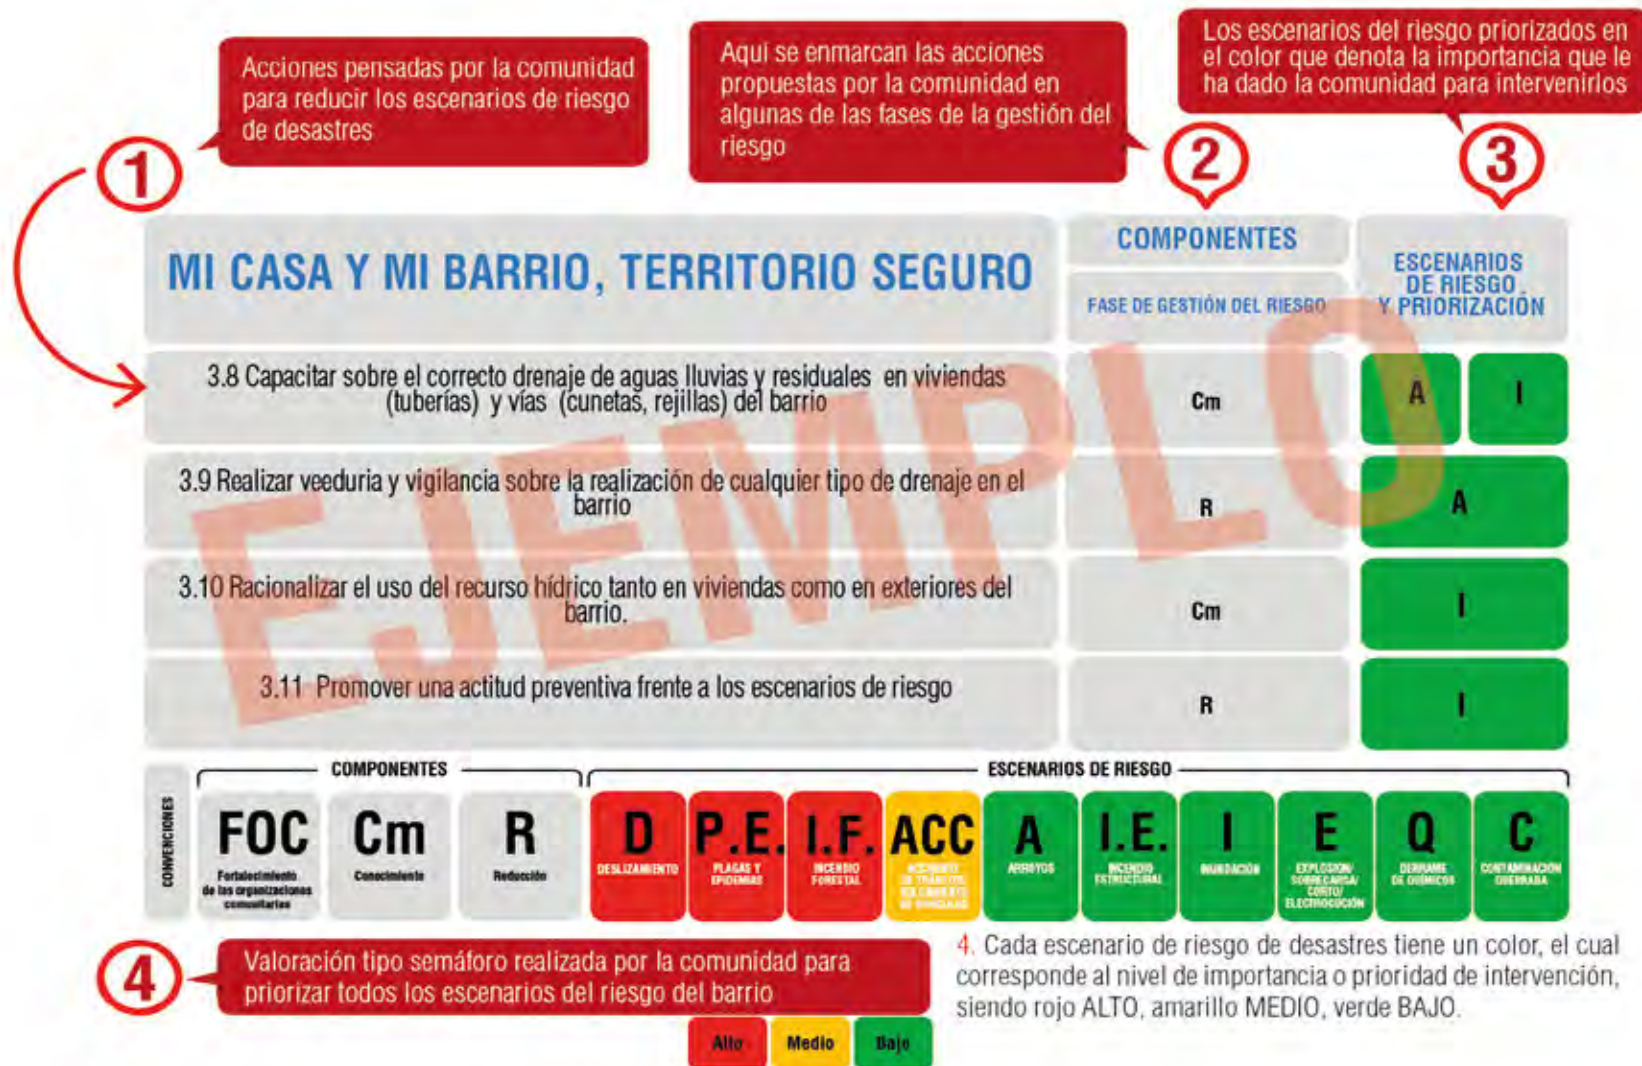 Acciones pensadas por la comunidad
para reducir los escenarios de riesgo
de desastres
Aqui se enmarcan las acciones
propuestas por la comunidad en
algunas de las fases de la gestión del
riesgo
Los escenarios del riesgo priorizados en
el color que denota la importancia que le
ha dado la comunidad para intervenirlos
1
2
3
MI CASA Y MI BARRIO, TERRITORIO SEGURO
COMPONENTES
FASE DE GESTIÓN DEL RIESGO
ESCENARIOS
DE RIESGO
Y PRIORIZACIÓN
3.8 Capacitar sobre el correcto drenaje de aguas lluvias y residuales en viviendas
(tuberías) y vías (cunetas, rejillas) del barrio
Cm
A
I
3.9 Realizar veeduria y vigilancia sobre la realización de cualquier tipo de drenaje en el
barrio
R
A
3.10 Racionalizar el uso del recurso hídrico tanto en viviendas como en exteriores del
barrio.
Cm
I
3.11 Promover una actitud preventiva frente a los escenarios de riesgo
R
I
EJEMPLO
CONVENCIONES
COMPONENTES
ESCENARIOS DE RIESGO
FOC
Fortalecimiento
de las organizaciones
comunitarias
Cm
Conocimiento
R
Reducción
D
DESLIZAMIENTO
P.E.
PLAGAS Y
EPIDEMIAS
I.F.
INCENDIO
FORESTAL
ACC
ACCIDENTE
DE TRÁNSITO
A
ARROYOS
I.E.
INCENDIO
ESTRUCTURAL
I
INUNDACIÓN
E
EXPLOSIÓN/
SOBRECARGA/
CORTO/
ELECTROCUCIÓN
Q
DERRAME
DE QUÍMICOS
C
CONTAMINACIÓN
QUEBRADA
4
Valoración tipo semáforo realizada por la comunidad para
priorizar todos los escenarios del riesgo del barrio
Alto
Medio
Bajo
4. Cada escenario de riesgo de desastres tiene un color, el cual
corresponde al nivel de importancia o prioridad de intervención,
siendo rojo ALTO, amarillo MEDIO, verde BAJO.